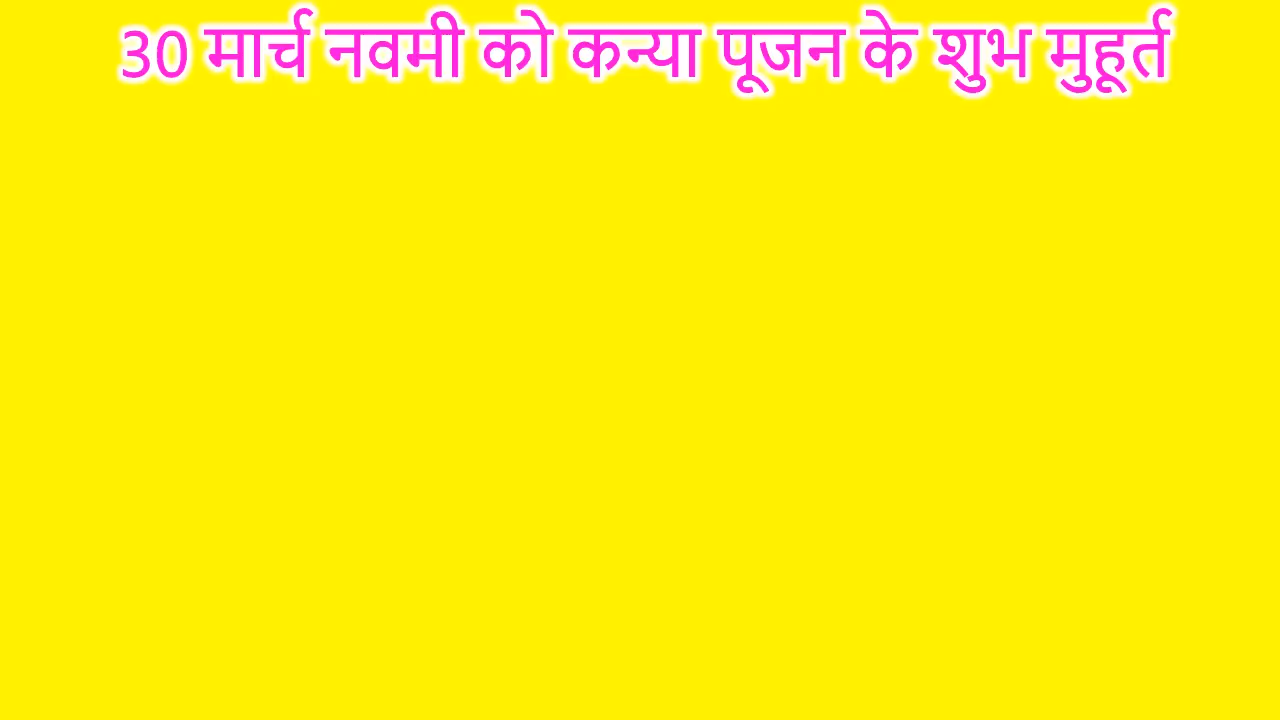 30 मार्च नवमी को कन्या पूजन के शुभ मुहूर्त